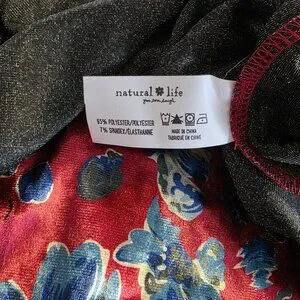 natural life
93% POLYESTER/POLYESTER
7% SPANDEX/ÉLASTHANNE
MADE IN CHINA
FABRIQUÉ EN CHINE